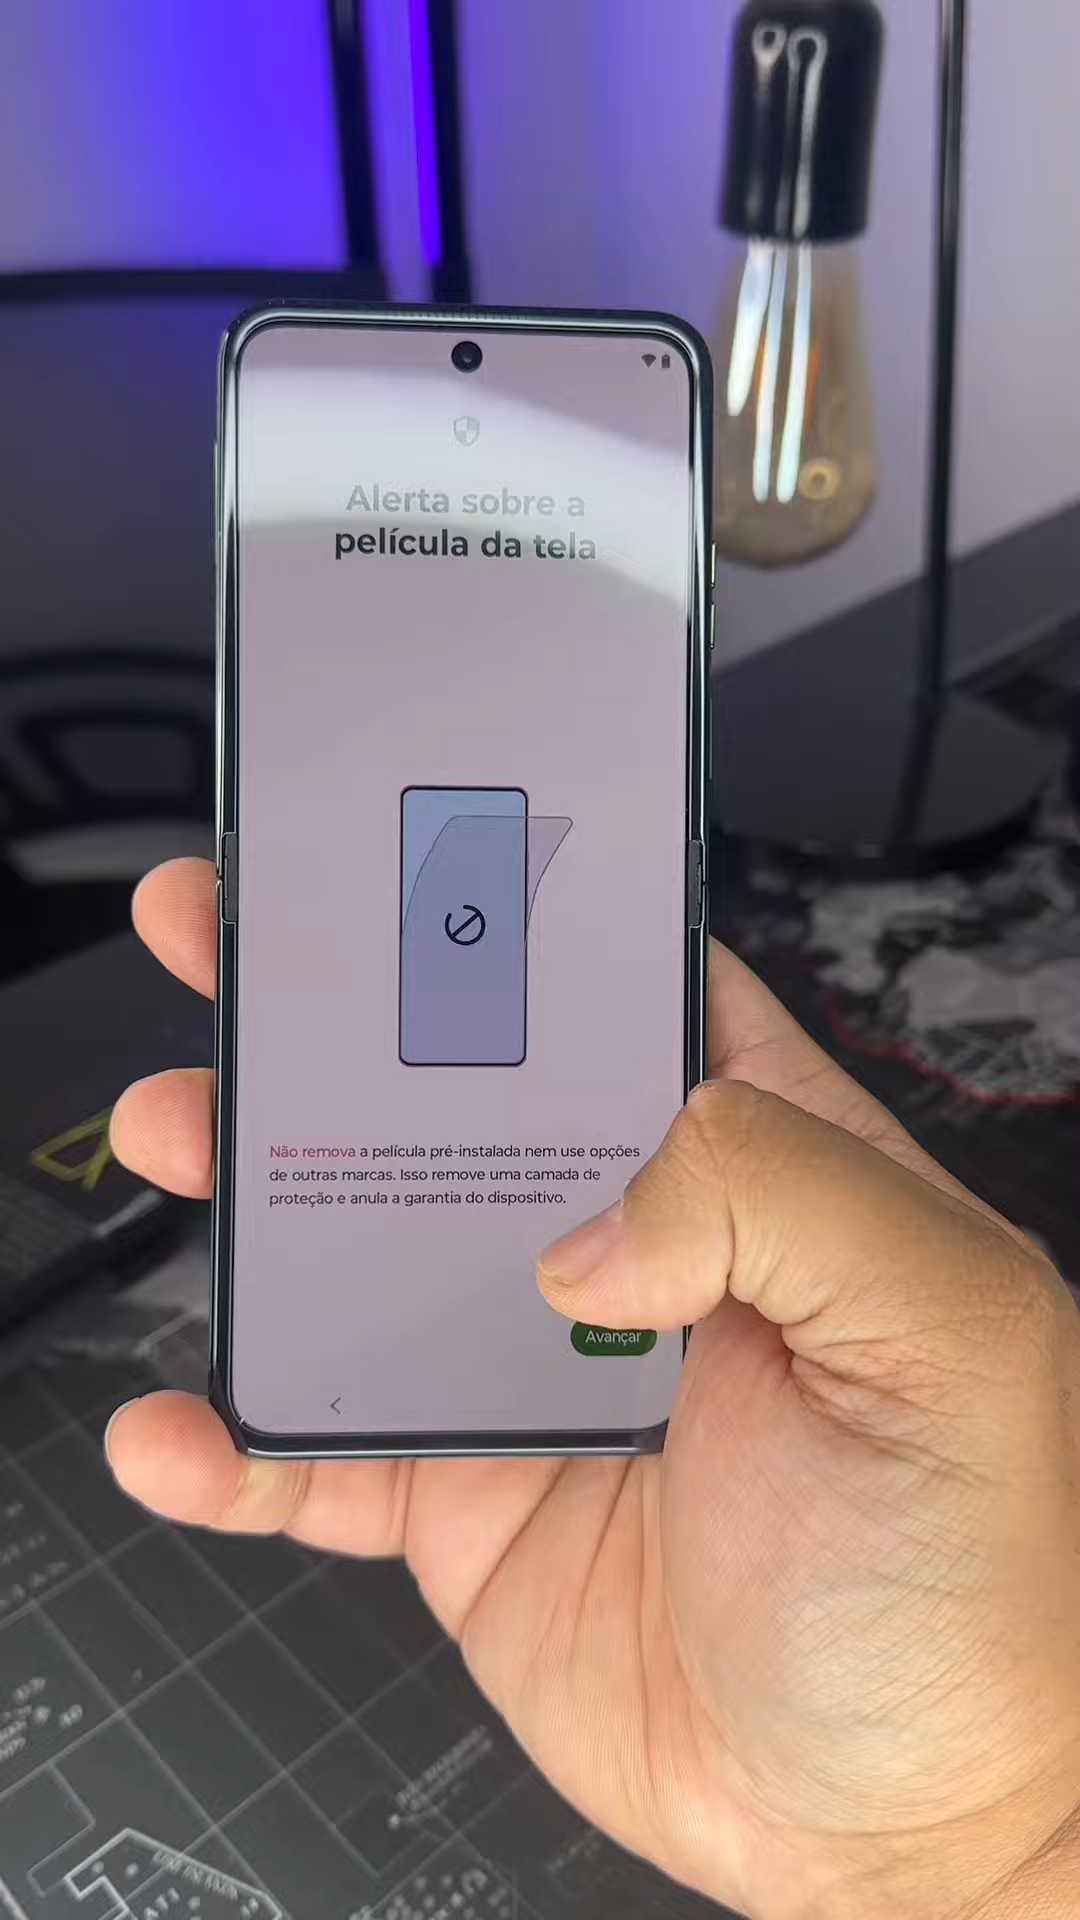 Alerta sobre a
película da tela
Não remova a película pré-instalada nem use opções
de outras marcas. Isso remove uma camada de
proteção e anula a garantia do dispositivo.
Avançar